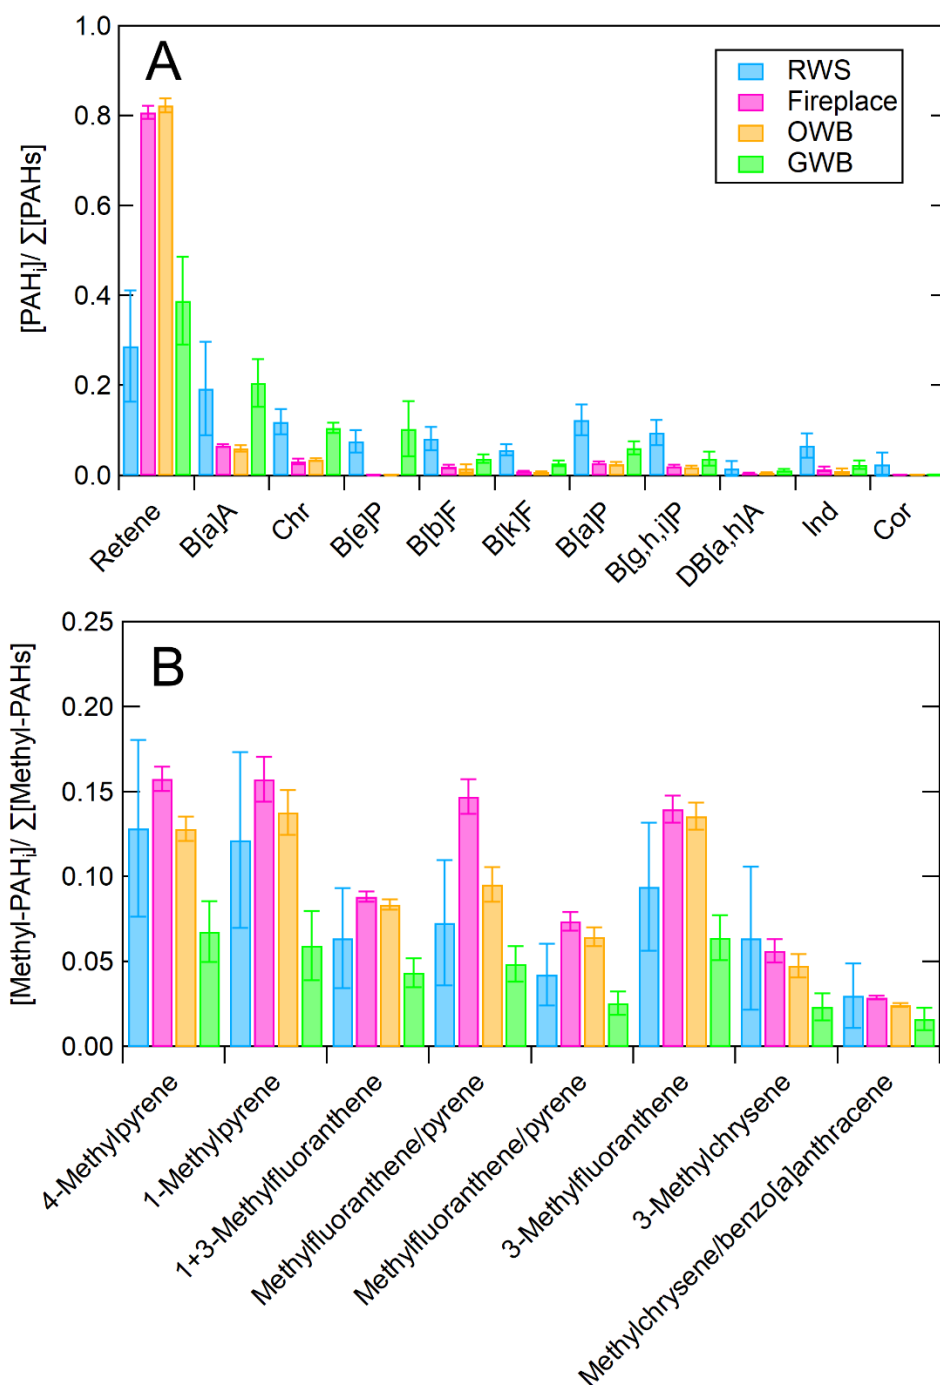 A
RWS
Fireplace
OWB
GWB
[PAHi]/ Σ[PAHs]
1.0
0.8
0.6
0.4
0.2
0.0
Retene
B[a]A
Chr
B[e]P
B[b]F
B[k]F
B[a]P
B[g,h,i]P
DB[a,h]A
Ind
Cor
B
[Methyl-PAHi]/ Σ[Methyl-PAHs]
0.25
0.20
0.15
0.10
0.05
0.00
4-Methylpyrene
1-Methylpyrene
1+3-Methylfluoranthene
Methylfluoranthene/pyrene
Methylfluoranthene/pyrene
3-Methylfluoranthene
3-Methylchrysene
Methylchrysene/benzo[a]anthracene